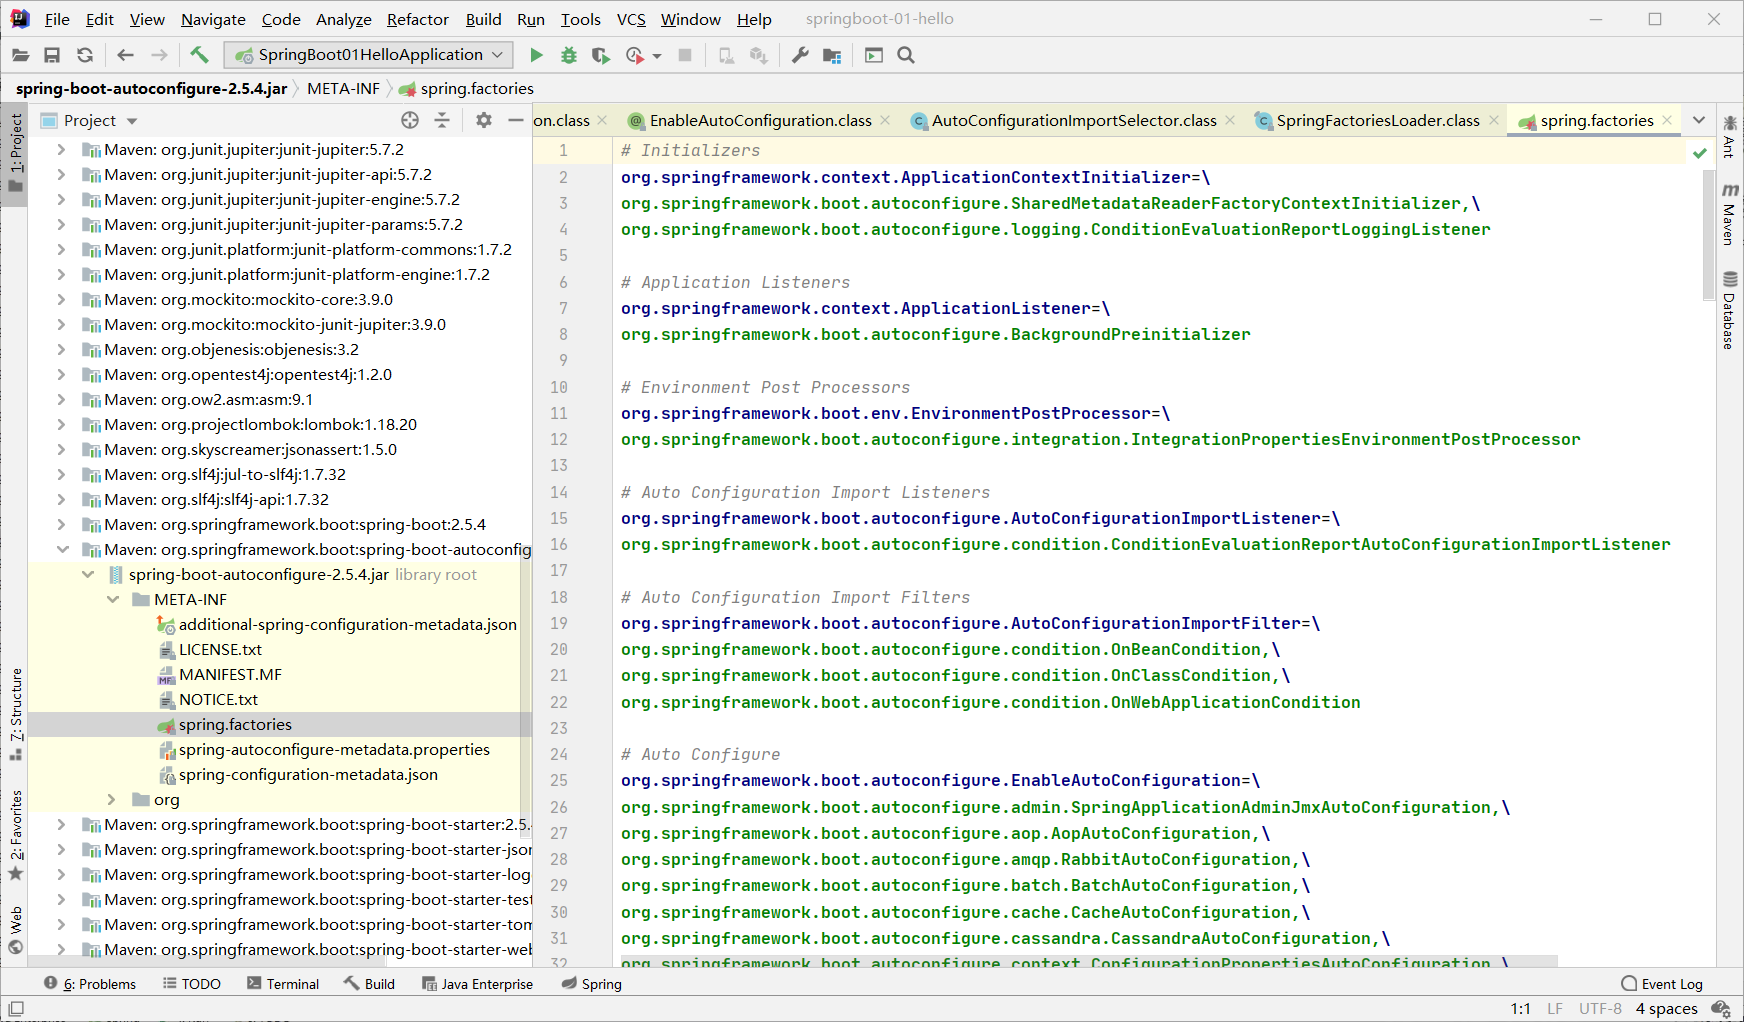 File Edit View Navigate Code Analyze Refactor Build Run Tools VCS Window Help springboot-01-hello
SpringBoot01HelloApplication
spring-boot-autoconfigure-2.5.4.jar META-INF spring.factories
Project
on.class EnableAutoConfiguration.class AutoConfigurationImportSelector.class SpringFactoriesLoader.class spring.factories
1: Project
7: Structure
2: Favorites
Web
Maven: org.junit.jupiter:junit-jupiter:5.7.2
Maven: org.junit.jupiter:junit-jupiter-api:5.7.2
Maven: org.junit.jupiter:junit-jupiter-engine:5.7.2
Maven: org.junit.jupiter:junit-jupiter-params:5.7.2
Maven: org.junit.platform:junit-platform-commons:1.7.2
Maven: org.junit.platform:junit-platform-engine:1.7.2
Maven: org.mockito:mockito-core:3.9.0
Maven: org.mockito:mockito-junit-jupiter:3.9.0
Maven: org.objenesis:objenesis:3.2
Maven: org.opentest4j:opentest4j:1.2.0
Maven: org.ow2.asm:asm:9.1
Maven: org.projectlombok:lombok:1.18.20
Maven: org.skyscreamer:jsonassert:1.5.0
Maven: org.slf4j:jul-to-slf4j:1.7.32
Maven: org.slf4j:slf4j-api:1.7.32
Maven: org.springframework.boot:spring-boot:2.5.4
Maven: org.springframework.boot:spring-boot-autoconfig
spring-boot-autoconfigure-2.5.4.jar library root
META-INF
additional-spring-configuration-metadata.json
LICENSE.txt
MANIFEST.MF
NOTICE.txt
spring.factories
spring-autoconfigure-metadata.properties
spring-configuration-metadata.json
org
Maven: org.springframework.boot:spring-boot-starter:2.5.
Maven: org.springframework.boot:spring-boot-starter-jsor
Maven: org.springframework.boot:spring-boot-starter-log
Maven: org.springframework.boot:spring-boot-starter-test
Maven: org.springframework.boot:spring-boot-starter-tom
Maven: org.springframework.boot:spring-boot-starter-web
1 # Initializers
2 org.springframework.context.ApplicationContextInitializer=\
3 org.springframework.boot.autoconfigure.SharedMetadataReaderFactoryContextInitializer,\
4 org.springframework.boot.autoconfigure.logging.ConditionEvaluationReportLoggingListener
5
6 # Application Listeners
7 org.springframework.context.ApplicationListener=\
8 org.springframework.boot.autoconfigure.BackgroundPreinitializer
9
10 # Environment Post Processors
11 org.springframework.boot.env.EnvironmentPostProcessor=\
12 org.springframework.boot.autoconfigure.integration.IntegrationPropertiesEnvironmentPostProcessor
13
14 # Auto Configuration Import Listeners
15 org.springframework.boot.autoconfigure.AutoConfigurationImportListener=\
16 org.springframework.boot.autoconfigure.condition.ConditionEvaluationReportAutoConfigurationImportListener
17
18 # Auto Configuration Import Filters
19 org.springframework.boot.autoconfigure.AutoConfigurationImportFilter=\
20 org.springframework.boot.autoconfigure.condition.OnBeanCondition,\
21 org.springframework.boot.autoconfigure.condition.OnClassCondition,\
22 org.springframework.boot.autoconfigure.condition.OnWebApplicationCondition
23
24 # Auto Configure
25 org.springframework.boot.autoconfigure.EnableAutoConfiguration=\
26 org.springframework.boot.autoconfigure.admin.SpringApplicationAdminJmxAutoConfiguration,\
27 org.springframework.boot.autoconfigure.aop.AopAutoConfiguration,\
28 org.springframework.boot.autoconfigure.amqp.RabbitAutoConfiguration,\
29 org.springframework.boot.autoconfigure.batch.BatchAutoConfiguration,\
30 org.springframework.boot.autoconfigure.cache.CacheAutoConfiguration,\
31 org.springframework.boot.autoconfigure.cassandra.CassandraAutoConfiguration,\
32 org.springframework.boot.autoconfigure.context.ConfigurationPropertiesAutoConfiguration,\
Ant
Maven
Database
6: Problems TODO Terminal Build Java Enterprise Spring Event Log
1:1 LF UTF-8 4 spaces